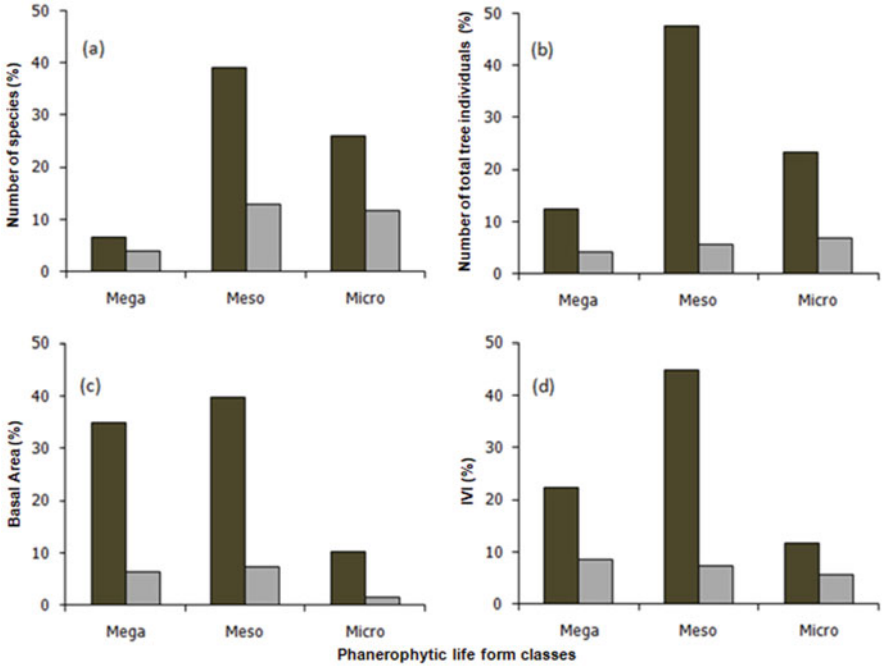 (a)
Number of species (%)
50
40
30
20
10
0
Mega Meso Micro
(b)
Number of total tree individuals (%)
50
40
30
20
10
0
Mega Meso Micro
(c)
Basal Area (%)
50
40
30
20
10
0
Mega Meso Micro
(d)
IVI (%)
50
40
30
20
10
0
Mega Meso Micro
Phanerophytic life form classes